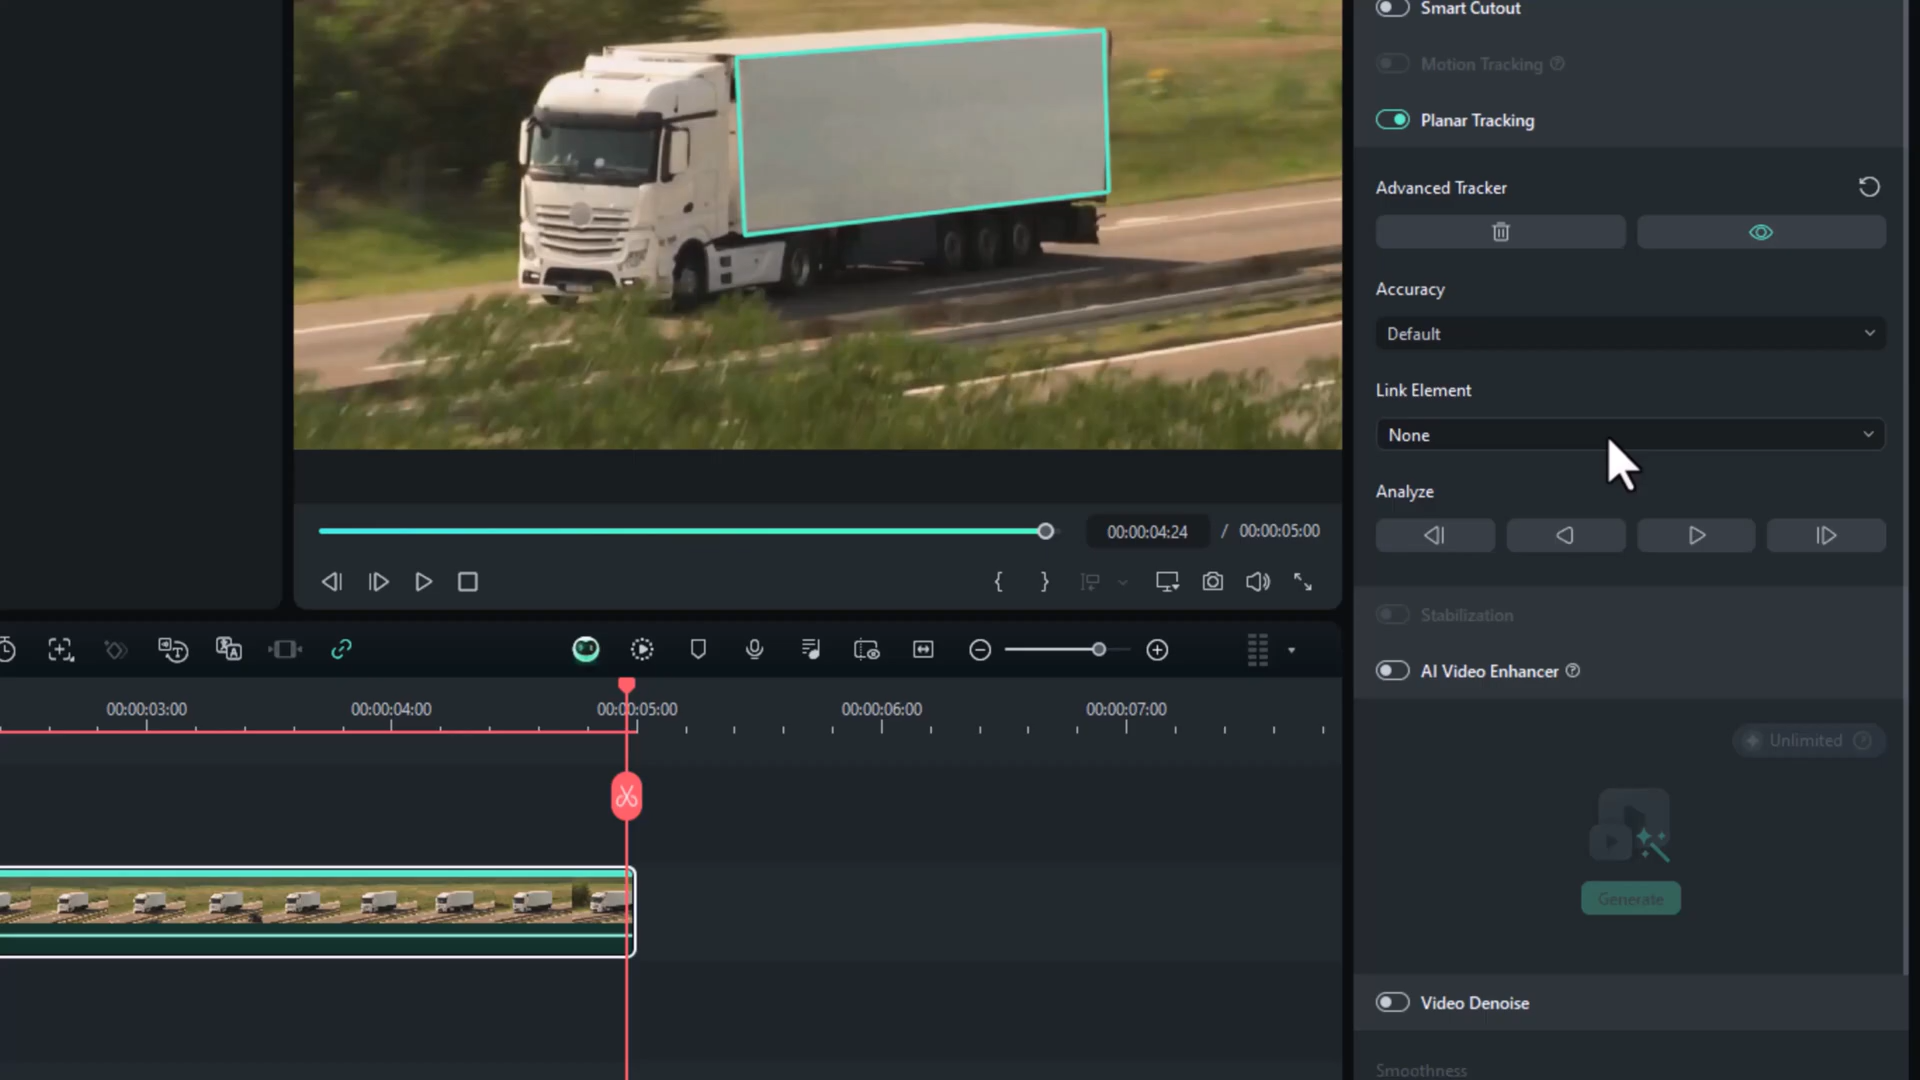 Smart Cutout
Motion Tracking
Planar Tracking
Advanced Tracker
Accuracy
Default
Link Element
None
Analyze
00:00:04:24 / 00:00:05:00
Stabilization
AI Video Enhancer
00:00:03:00 00:00:04:00 00:00:05:00 00:00:06:00 00:00:07:00
Unlimited
Generate
Video Denoise
Smoothness